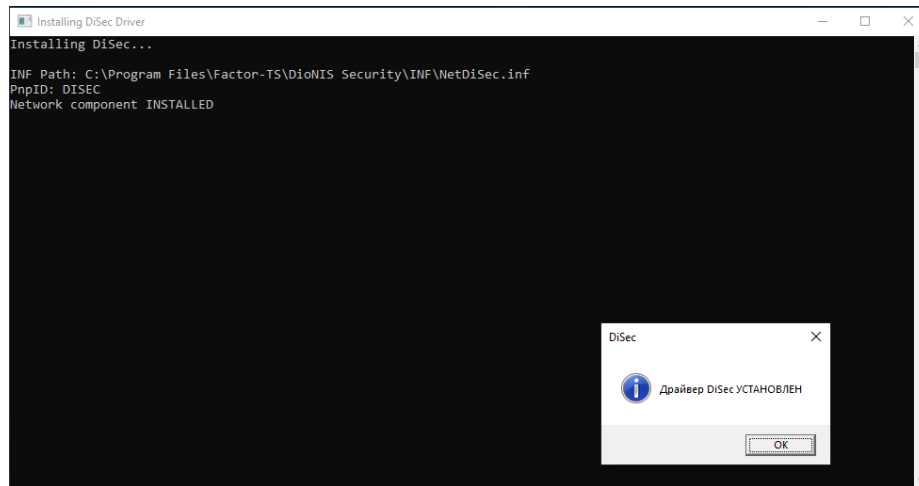 Installing DiSec Driver
Installing DiSec...
INF Path: C:\Program Files\Factor-TS\DioNIS Security\INF\NetDiSec.inf
PnpID: DISEC
Network component INSTALLED
DiSec
Драйвер DiSec УСТАНОВЛЕН
OK